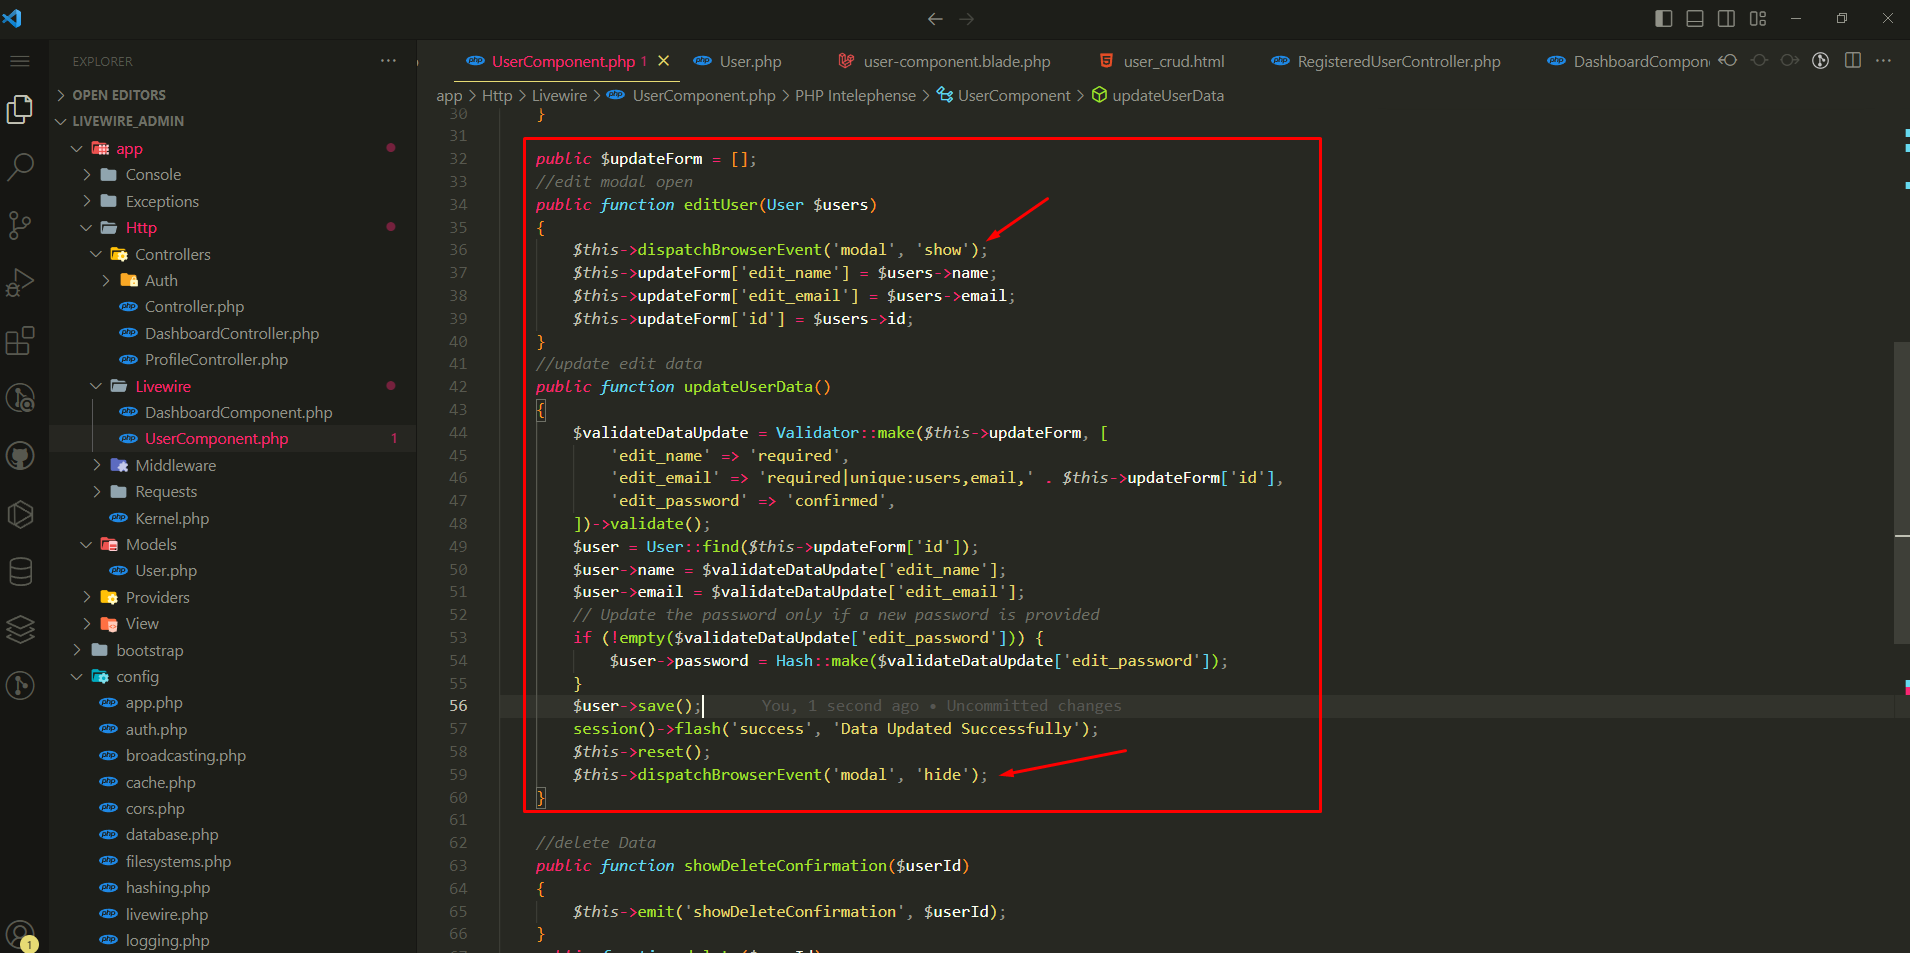 EXPLORER
OPEN EDITORS
LIVEWIRE_ADMIN
app
Console
Exceptions
Http
Controllers
Auth
Controller.php
DashboardController.php
ProfileController.php
Livewire
DashboardComponent.php
UserComponent.php 1
Middleware
Requests
Kernel.php
Models
User.php
Providers
View
bootstrap
config
app.php
auth.php
broadcasting.php
cache.php
cors.php
database.php
filesystems.php
hashing.php
livewire.php
logging.php
1
UserComponent.php 1 User.php user-component.blade.php user_crud.html RegisteredUserController.php DashboardCompon
app > Http > Livewire > UserComponent.php > PHP Intelephense > UserComponent > updateUserData
30 }
31
32 public $updateForm = [];
33 //edit modal open
34 public function editUser(User $users)
35 {
36 $this->dispatchBrowserEvent('modal', 'show');
37 $this->updateForm['edit_name'] = $users->name;
38 $this->updateForm['edit_email'] = $users->email;
39 $this->updateForm['id'] = $users->id;
40 }
41 //update edit data
42 public function updateUserData()
43 {
44 $validateDataUpdate = Validator::make($this->updateForm, [
45 'edit_name' => 'required',
46 'edit_email' => 'required|unique:users,email,' . $this->updateForm['id'],
47 'edit_password' => 'confirmed',
48 ])->validate();
49 $user = User::find($this->updateForm['id']);
50 $user->name = $validateDataUpdate['edit_name'];
51 $user->email = $validateDataUpdate['edit_email'];
52 // Update the password only if a new password is provided
53 if (!empty($validateDataUpdate['edit_password'])) {
54 $user->password = Hash::make($validateDataUpdate['edit_password']);
55 }
56 $user->save(); You, 1 second ago • Uncommitted changes
57 session()->flash('success', 'Data Updated Successfully');
58 $this->reset();
59 $this->dispatchBrowserEvent('modal', 'hide');
60 }
61
62 //delete Data
63 public function showDeleteConfirmation($userId)
64 {
65 $this->emit('showDeleteConfirmation', $userId);
66 }